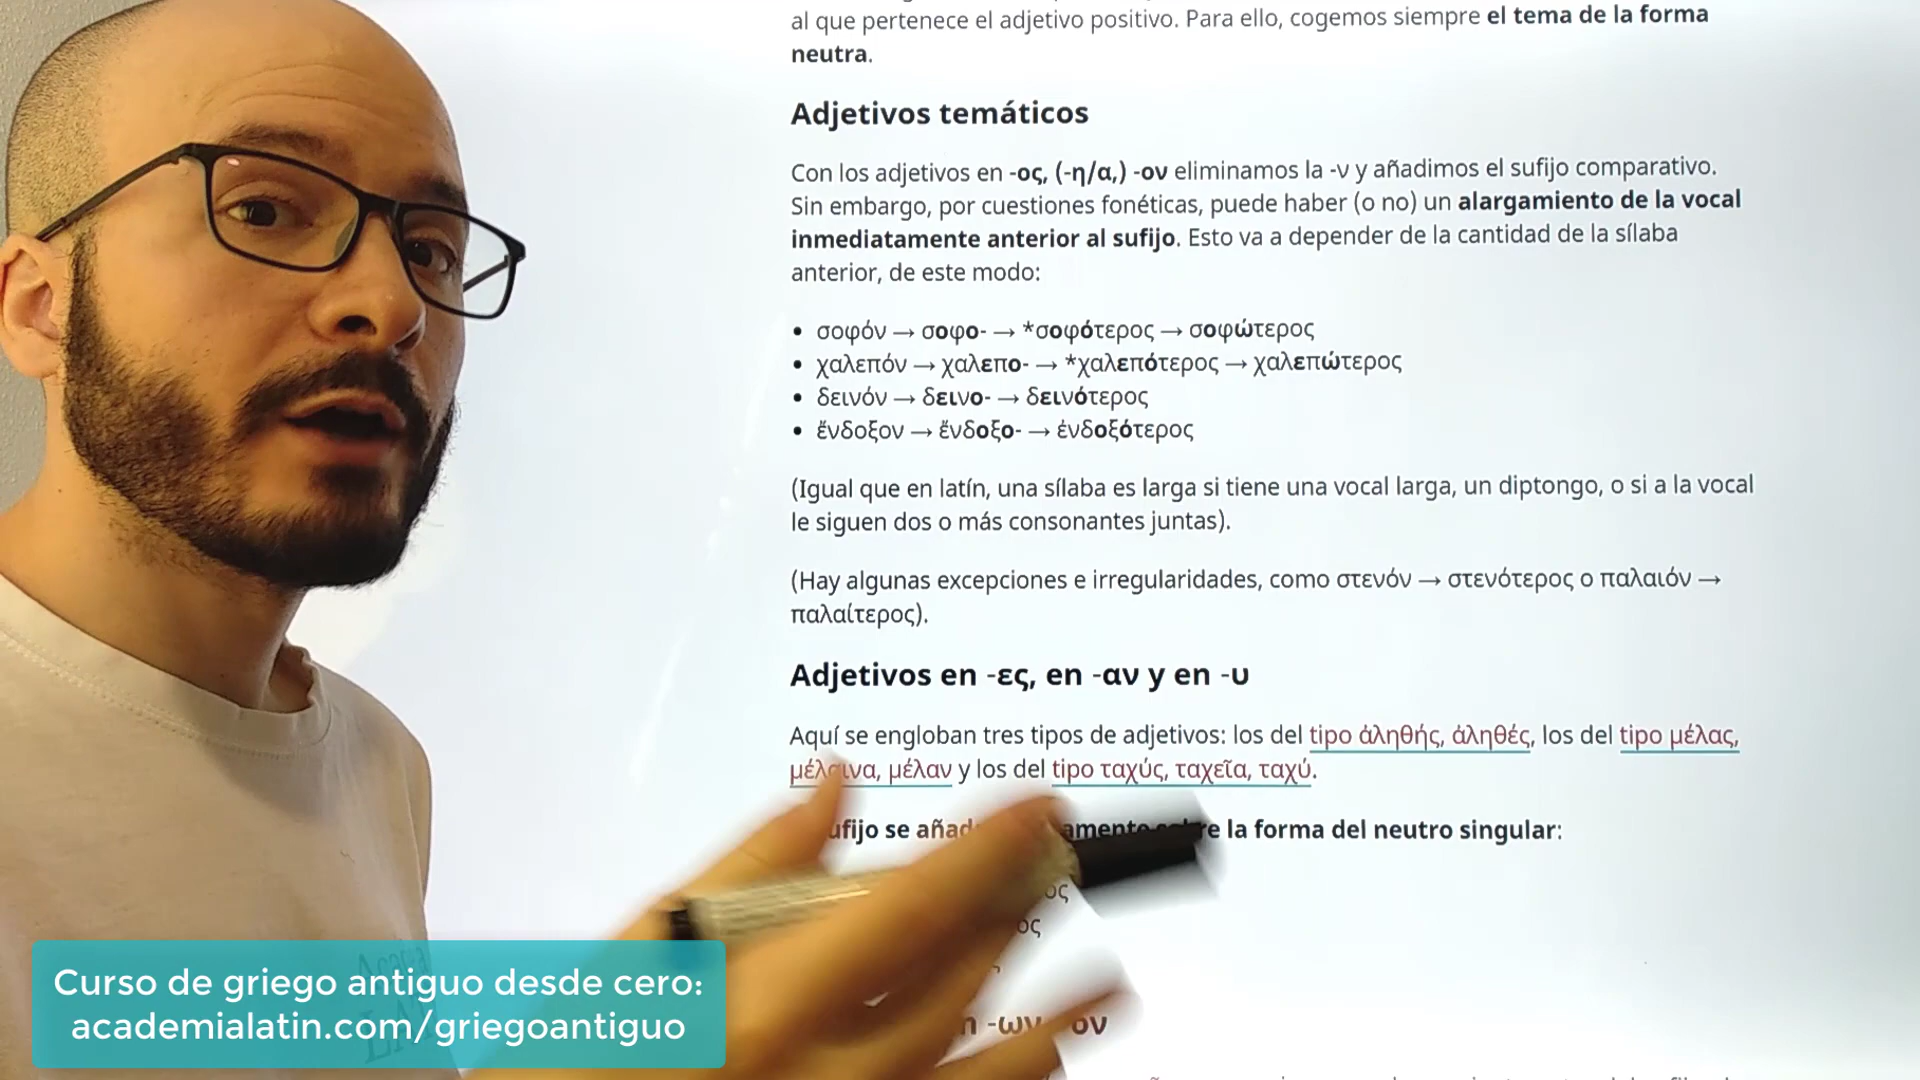 al que pertenece el adjetivo positivo. Para ello, cogemos siempre el tema de la forma
neutra.
Adjetivos temáticos
Con los adjetivos en -ος, (-η/α,) -ον eliminamos la -ν y añadimos el sufijo comparativo.
Sin embargo, por cuestiones fonéticas, puede haber (o no) un alargamiento de la vocal
inmediatamente anterior al sufijo. Esto va a depender de la cantidad de la sílaba
anterior, de este modo:
• σοφόν → σοφο- → *σοφότερος → σοφώτερος
• χαλεπόν → χαλεπο- → *χαλεπότερος → χαλεπώτερος
• δεινόν → δεινο- → δεινότερος
• ἔνδοξον → ἔνδοξο- → ἐνδοξότερος
(Igual que en latín, una sílaba es larga si tiene una vocal larga, un diptongo, o si a la vocal
le siguen dos o más consonantes juntas).
(Hay algunas excepciones e irregularidades, como στενόν → στενότερος o παλαιόν →
παλαίτερος).
Adjetivos en -ες, en -αν y en -υ
Aquí se engloban tres tipos de adjetivos: los del tipo ἀληθής, ἀληθές, los del tipo μέλας,
μέλαινα, μέλαν y los del tipo ταχύς, ταχεῖα, ταχύ.
se la forma del neutro singular:
Curso de griego antiguo desde cero:
academialatin.com/griegoantiguo